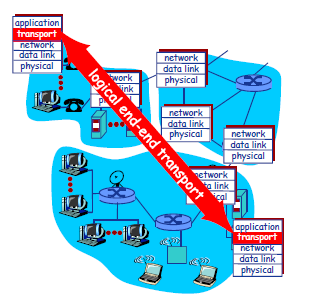 application
transport
network
data link
physical
network
data link
physical
network
data link
physical
logical end-end transport
network
data link
physical
network
data link
physical
network
data link
physical
application
transport
network
data link
physical